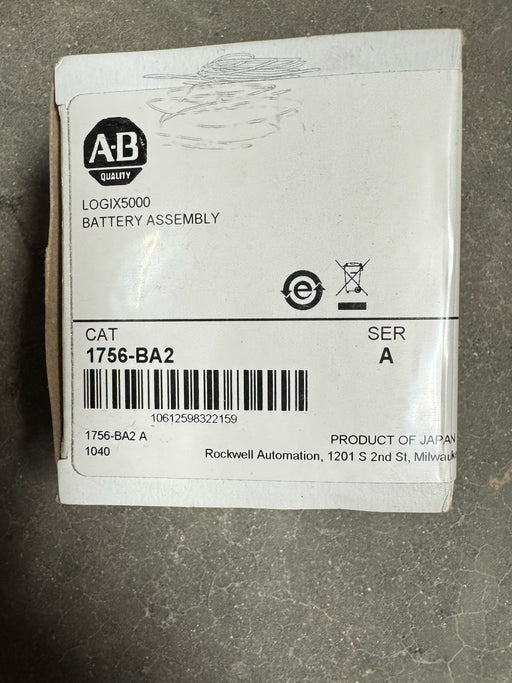 A-B
QUALITY
LOGIX5000
BATTERY ASSEMBLY
CAT
SER
1756-BA2
A
10612598322159
1756-BA2 A
1040
PRODUCT OF JAPAN
Rockwell Automation, 1201 S 2nd St, Milwauke